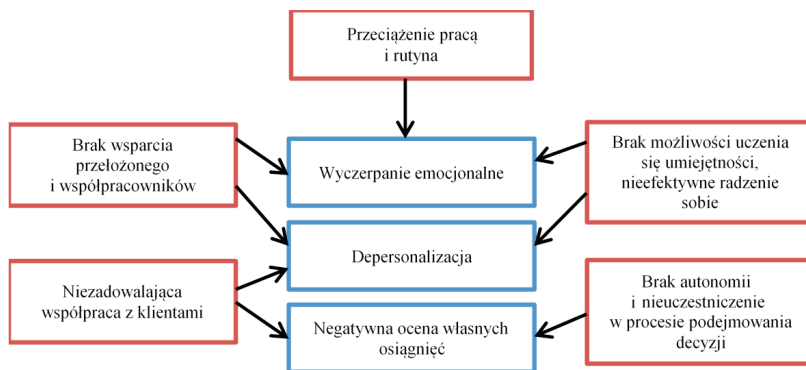 Przeciążenie pracą
i rutyna
Brak wsparcia
przełożonego
i współpracowników
Wyczerpanie emocjonalne
Brak możliwości uczenia
się umiejętności,
nieefektywne radzenie
sobie
Depersonalizacja
Niezadowalająca
współpraca z klientami
Negatywna ocena własnych
osiągnięć
Brak autonomii
i nieuczestniczenie
w procesie podejmowania
decyzji